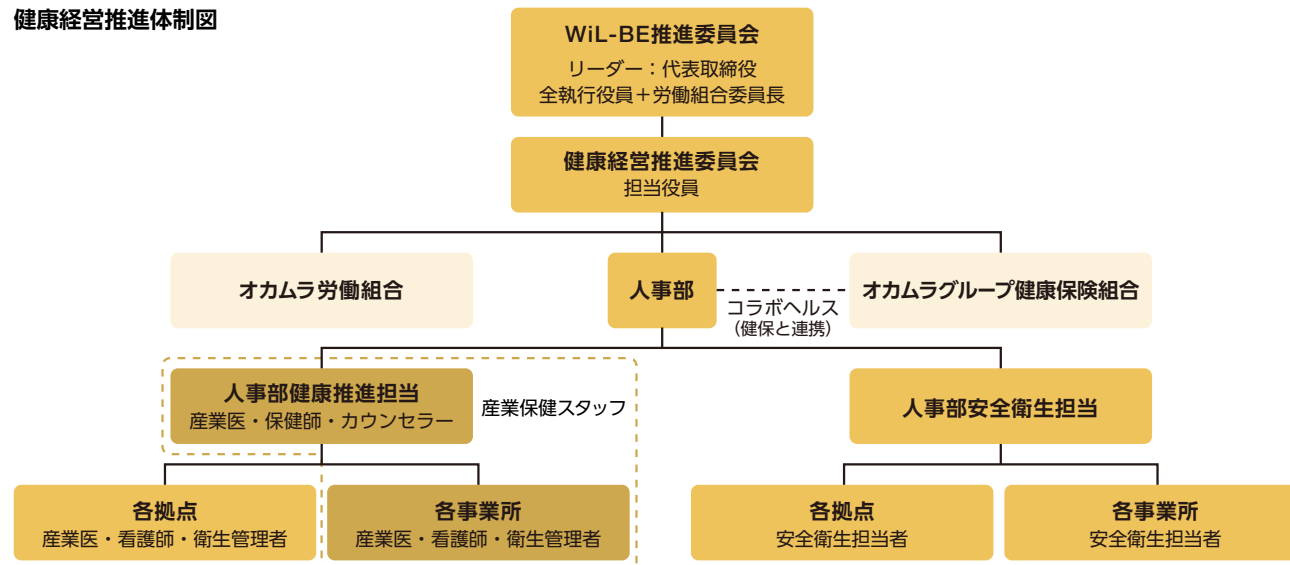 健康経営推進体制図
WiL-BE推進委員会
リーダー：代表取締役
全執行役員＋労働組合委員長
健康経営推進委員会
担当役員
オカムラ労働組合
人事部
コラボヘルス
（健保と連携）
オカムラグループ健康保険組合
人事部健康推進担当
産業医・保健師・カウンセラー
産業保健スタッフ
人事部安全衛生担当
各拠点
産業医・看護師・衛生管理者
各事業所
産業医・看護師・衛生管理者
各拠点
安全衛生担当者
各事業所
安全衛生担当者